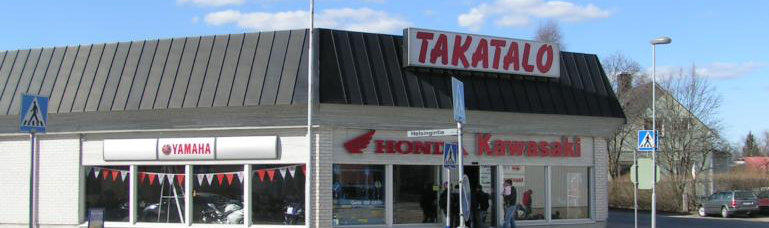 TAKATALO
YAMAHA
HONDA Kawasaki
Helsingintie